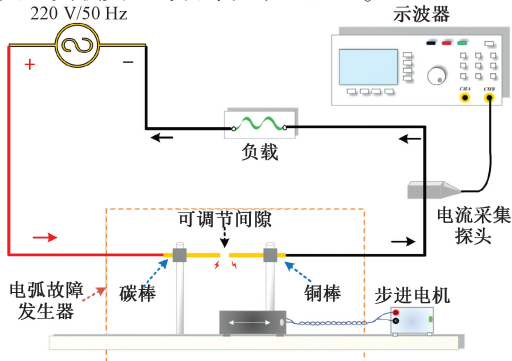 220 V/50 Hz
示波器
+
−
CHA
CHB
负载
电流采集
探头
可调节间隙
电弧故障
发生器
碳棒
铜棒
步进电机